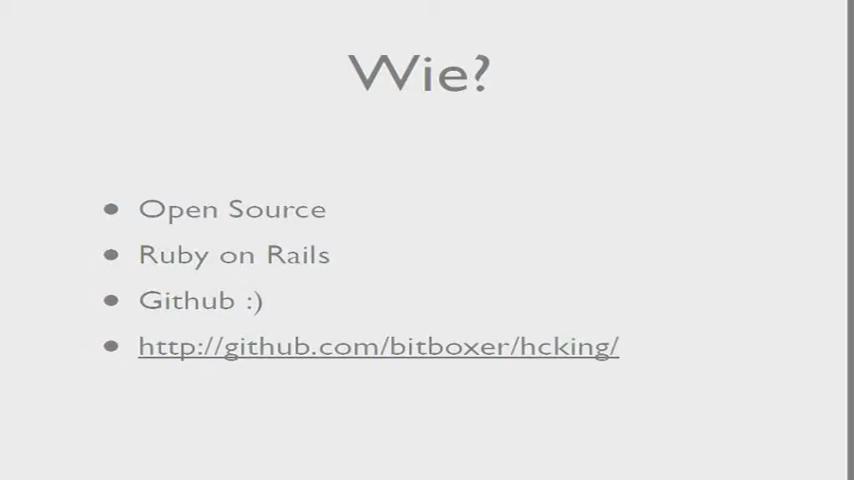 Wie?
• Open Source
• Ruby on Rails
• Github :)
• http://github.com/bitboxer/hcking/